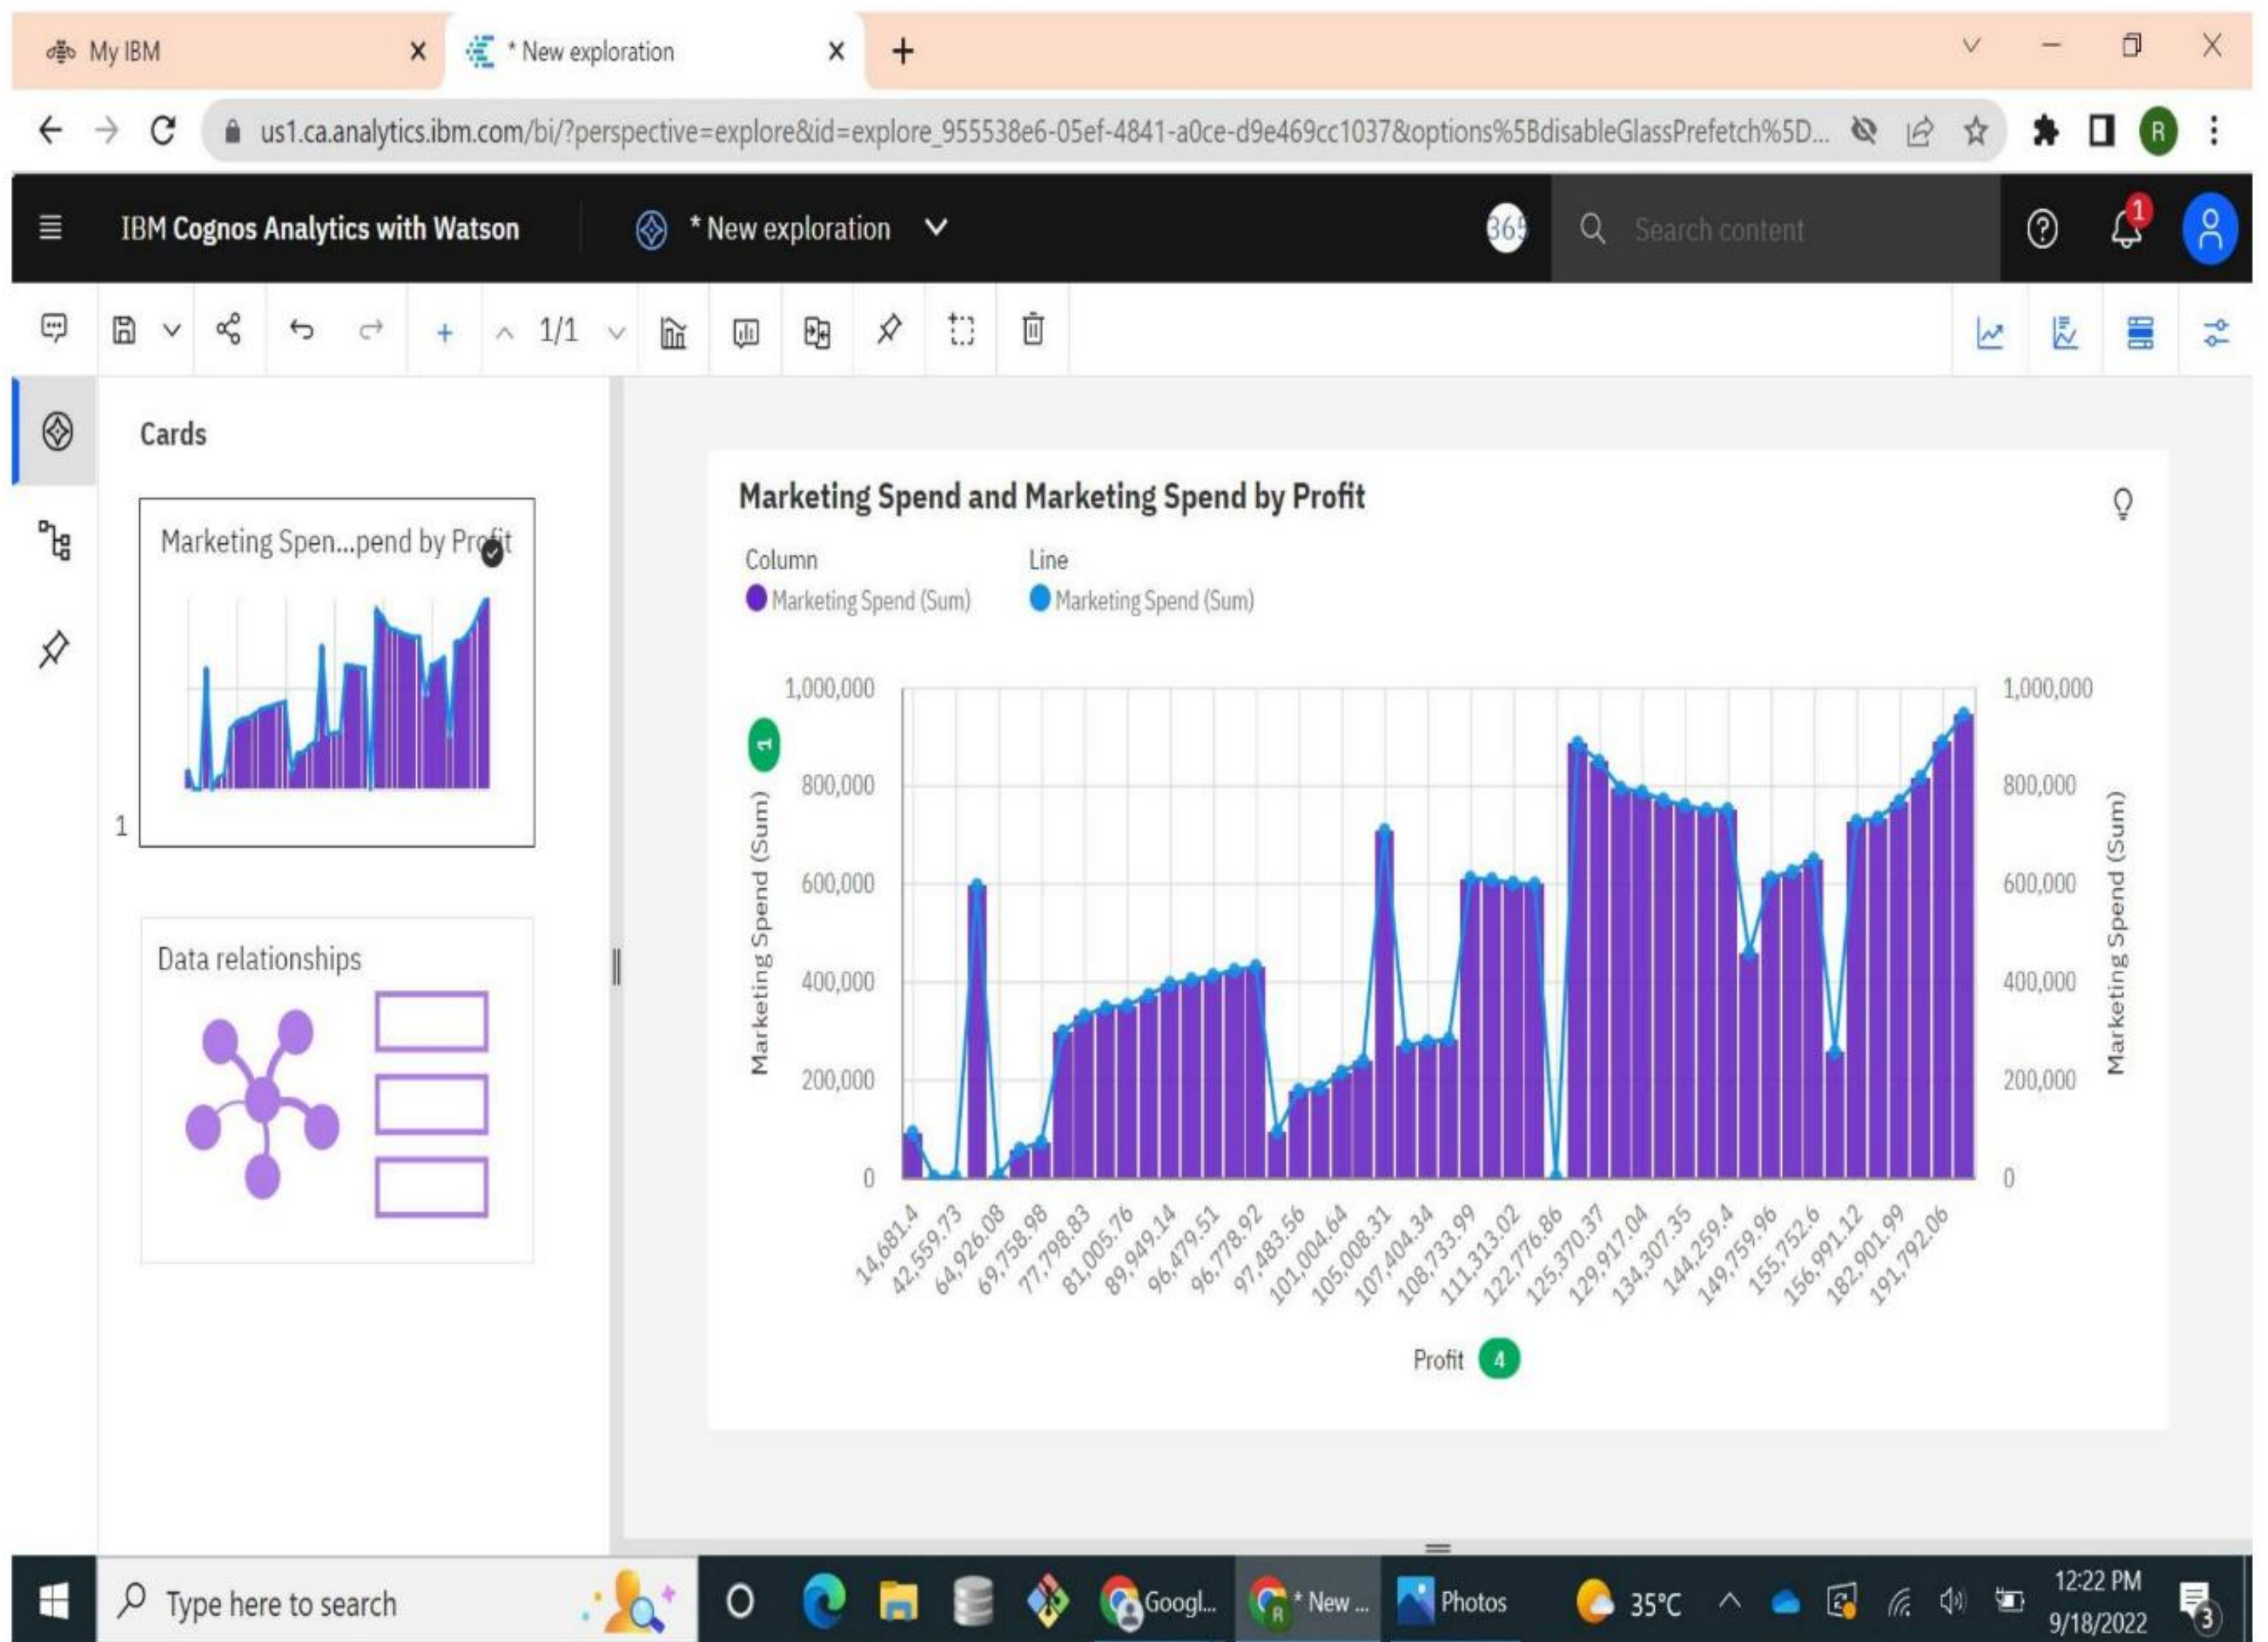 My IBM
* New exploration
us1.ca.analytics.ibm.com/bi/?perspective=explore&id=explore_955538e6-05ef-4841-a0ce-d9e469cc1037&options%5BdisableGlassPrefetch%5D...
R
IBM Cognos Analytics with Watson
* New exploration
365
Search content
1
1/1
Cards
Marketing Spen...pend by Profit
1
Data relationships
Marketing Spend and Marketing Spend by Profit
Column
Line
Marketing Spend (Sum)
Marketing Spend (Sum)
1,000,000
800,000
600,000
400,000
200,000
0
Marketing Spend (Sum)
1
1,000,000
800,000
600,000
400,000
200,000
0
Marketing Spend (Sum)
14,681.4
42,559.73
64,926.08
69,758.98
77,798.83
81,005.76
89,949.14
96,479.51
96,778.92
97,483.56
101,004.64
105,008.31
107,404.34
108,733.99
111,313.02
122,776.86
125,370.37
129,917.04
134,307.35
144,259.4
149,759.96
155,752.6
156,991.12
182,901.99
191,792.06
Profit 4
Type here to search
Googl...
R
* New ...
Photos
35°C
12:22 PM
9/18/2022
3